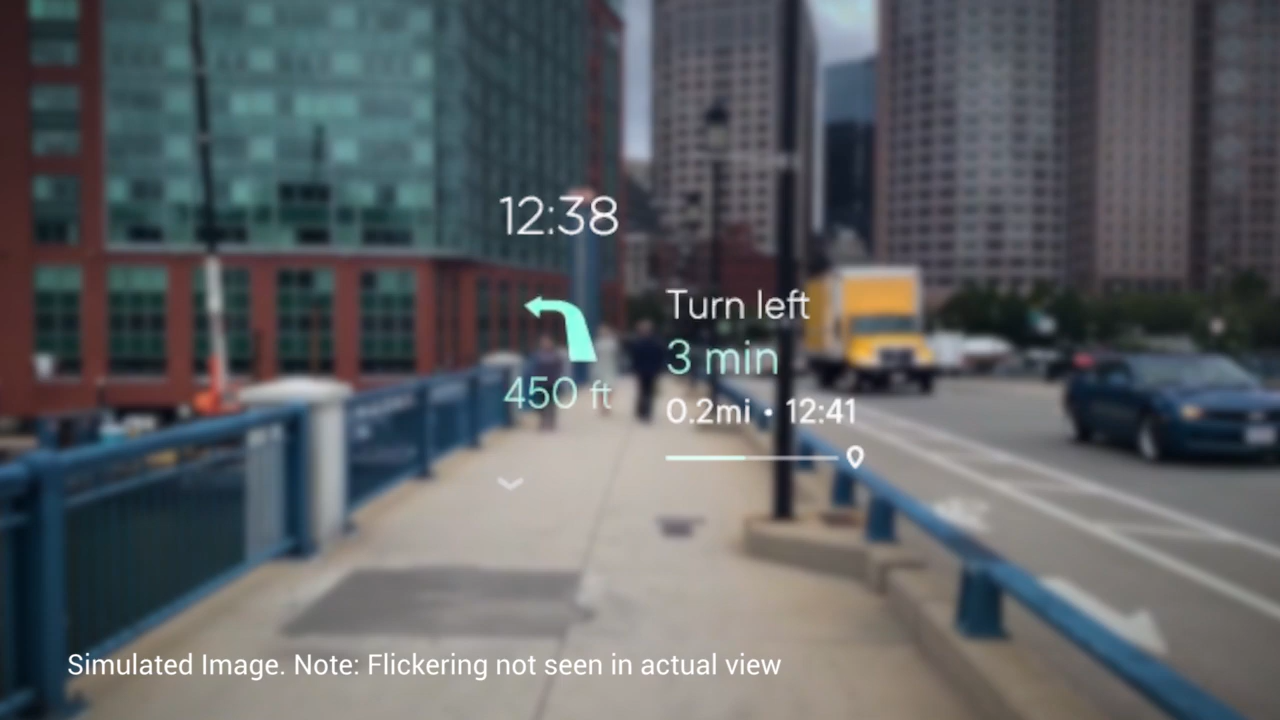 12:38
Turn left
3 min
450 ft
0.2mi • 12:41
Simulated Image. Note: Flickering not seen in actual view